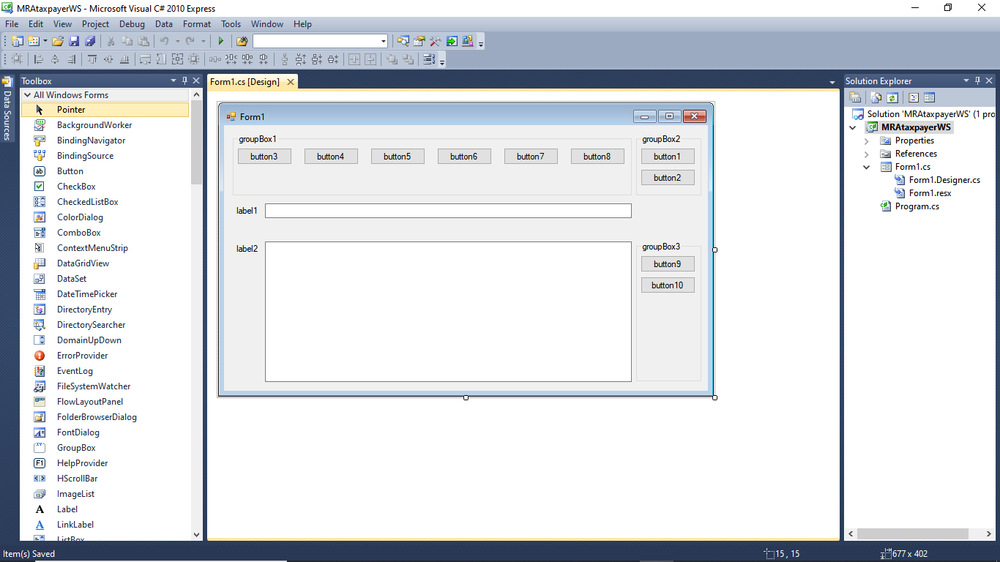 MRAtaxpayerWS - Microsoft Visual C# 2010 Express
File Edit View Project Debug Data Format Tools Window Help
Data Sources
Toolbox
All Windows Forms
Pointer
BackgroundWorker
BindingNavigator
BindingSource
ab Button
CheckBox
CheckedListBox
ColorDialog
ComboBox
ContextMenuStrip
DataGridView
DataSet
DateTimePicker
DirectoryEntry
DirectorySearcher
DomainUpDown
ErrorProvider
EventLog
FileSystemWatcher
FlowLayoutPanel
FolderBrowserDialog
FontDialog
GroupBox
F1 HelpProvider
HScrollBar
ImageList
A Label
A LinkLabel
ListBox
Form1.cs [Design]
Form1
groupBox1
button3 button4 button5 button6 button7 button8
groupBox2
button1
button2
label1
label2
groupBox3
button9
button10
Solution Explorer
Solution 'MRAtaxpayerWS' (1 pro
MRAtaxpayerWS
Properties
References
Form1.cs
Form1.Designer.cs
Form1.resx
Program.cs
Item(s) Saved
15 , 15
677 x 402